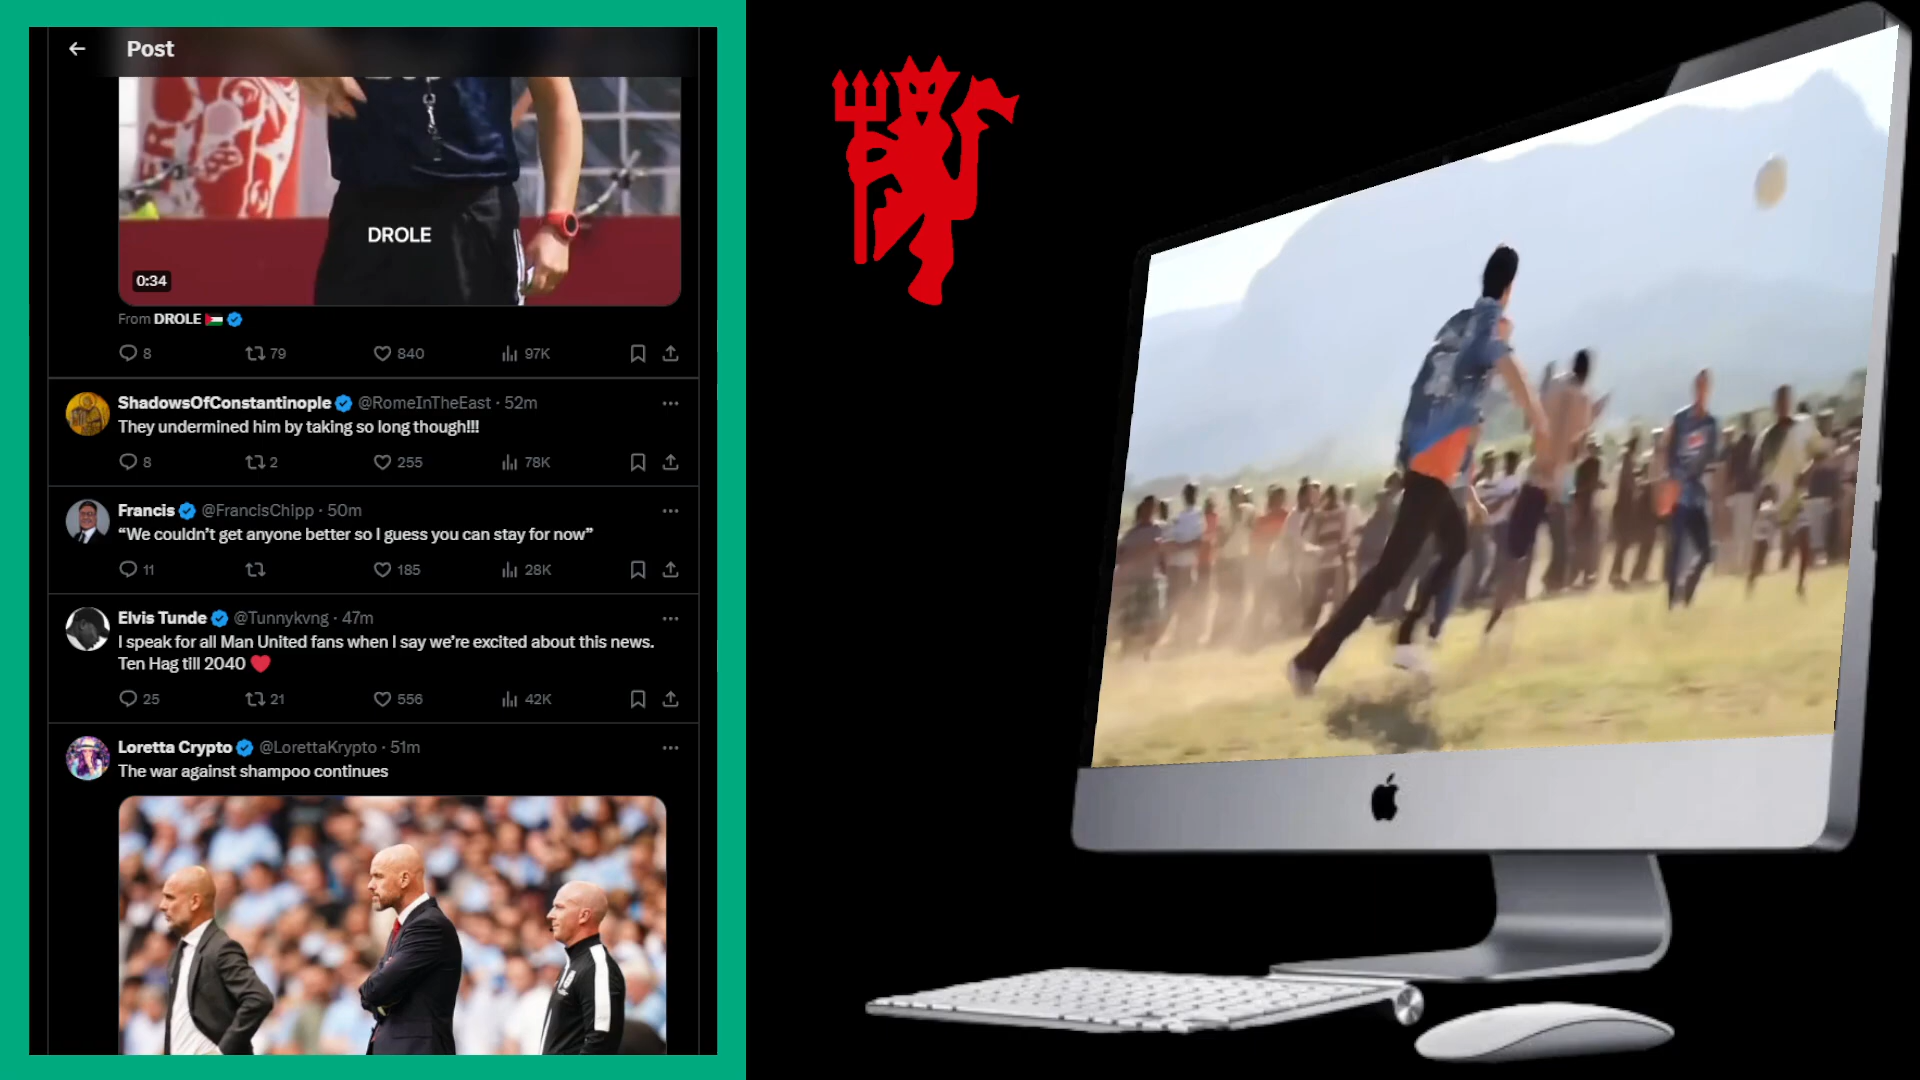 Post
DROLE
0:34
From DROLE 🇵🇸
8 79 840 97K
ShadowsOfConstantinople @RomeInTheEast · 52m
They undermined him by taking so long though!!!
8 2 255 78K
Francis @FrancisChipp · 50m
“We couldn’t get anyone better so I guess you can stay for now”
11 185 28K
Elvis Tunde @Tunnykvng · 47m
I speak for all Man United fans when I say we’re excited about this news.
Ten Hag till 2040 ❤️
25 21 556 42K
Loretta Crypto @LorettaKrypto · 51m
The war against shampoo continues